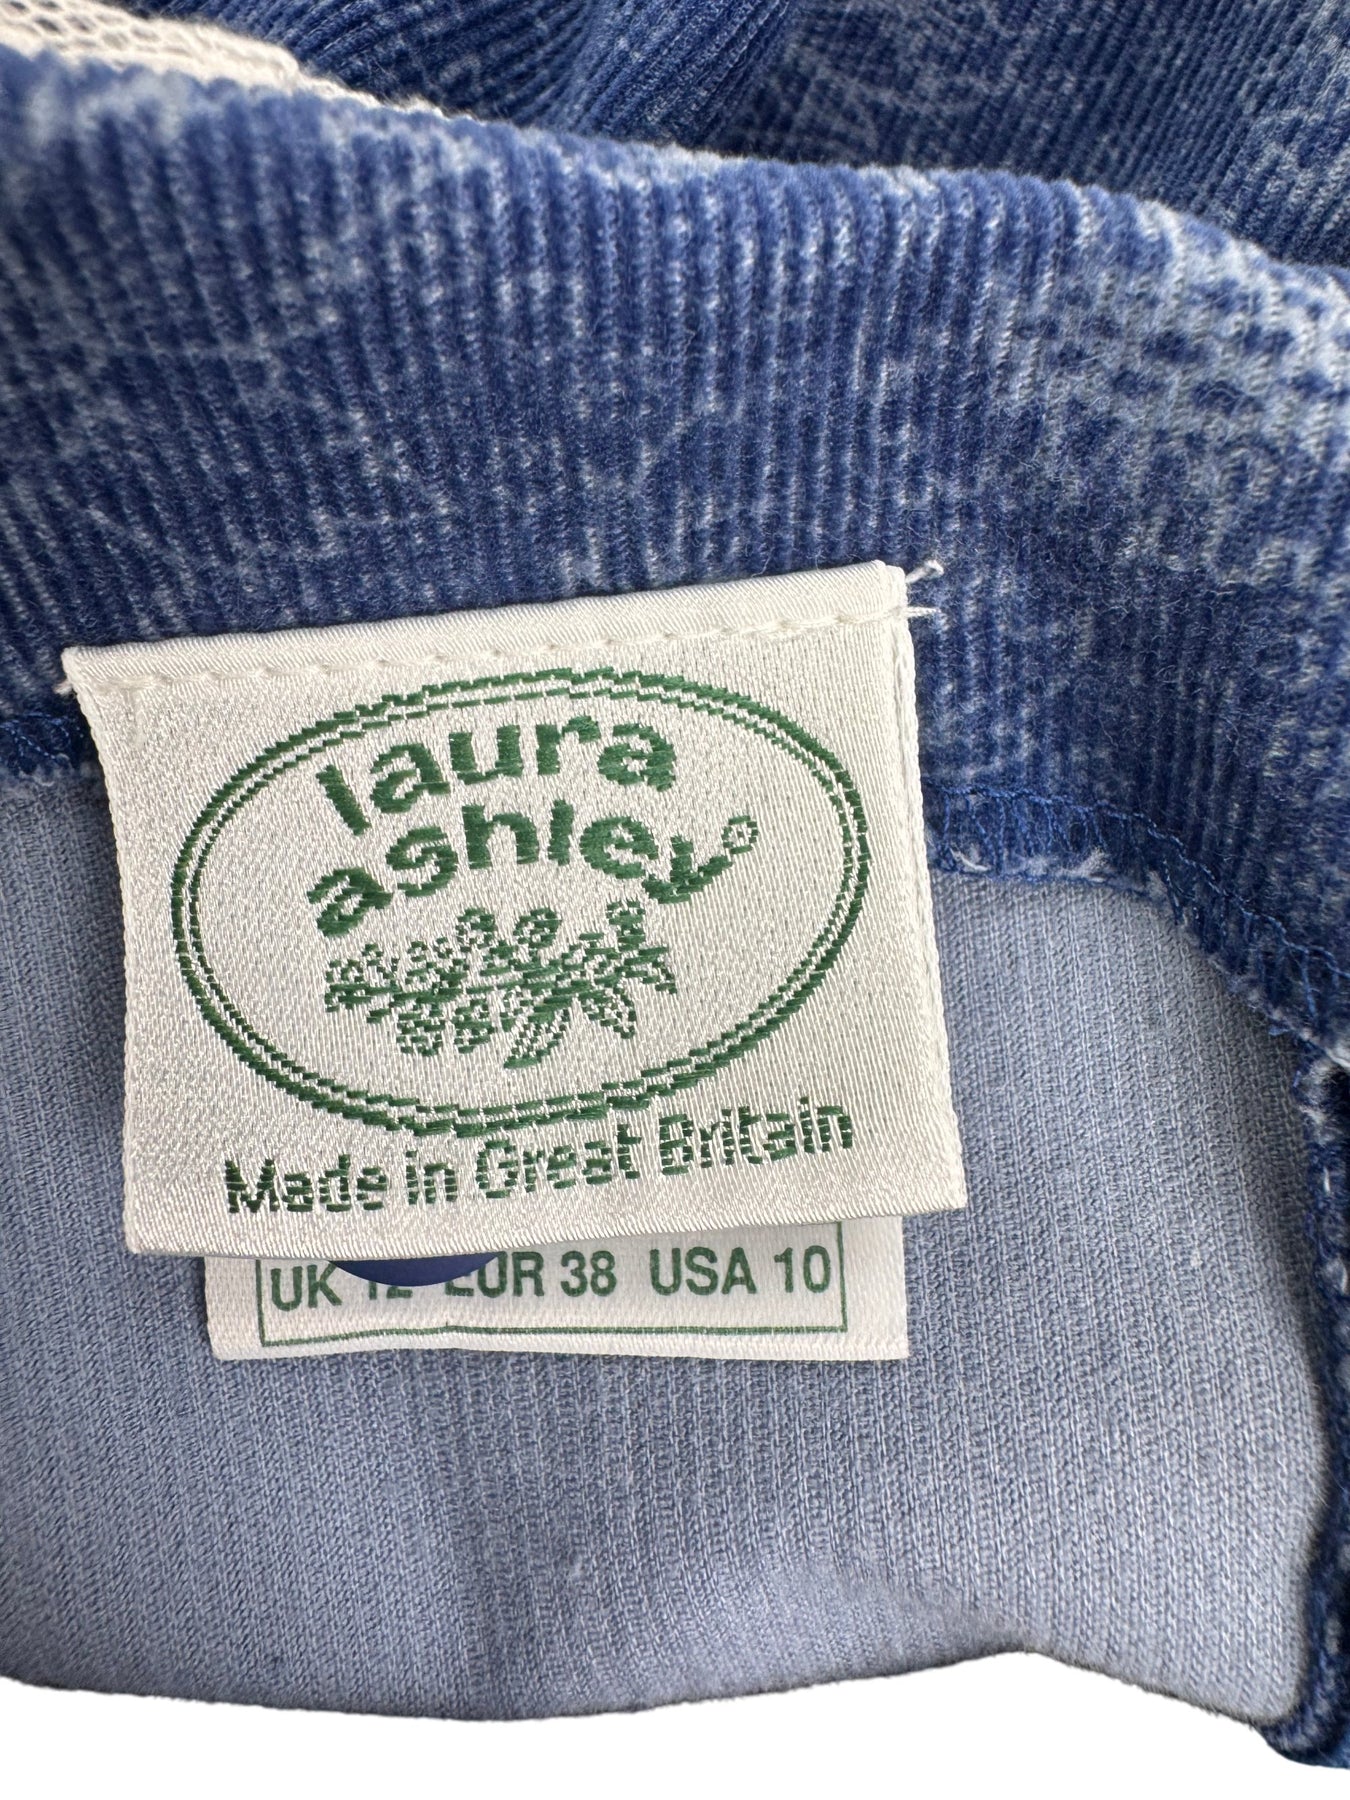 laura
ashley®
Made in Great Britain
UK 12 EUR 38 USA 10